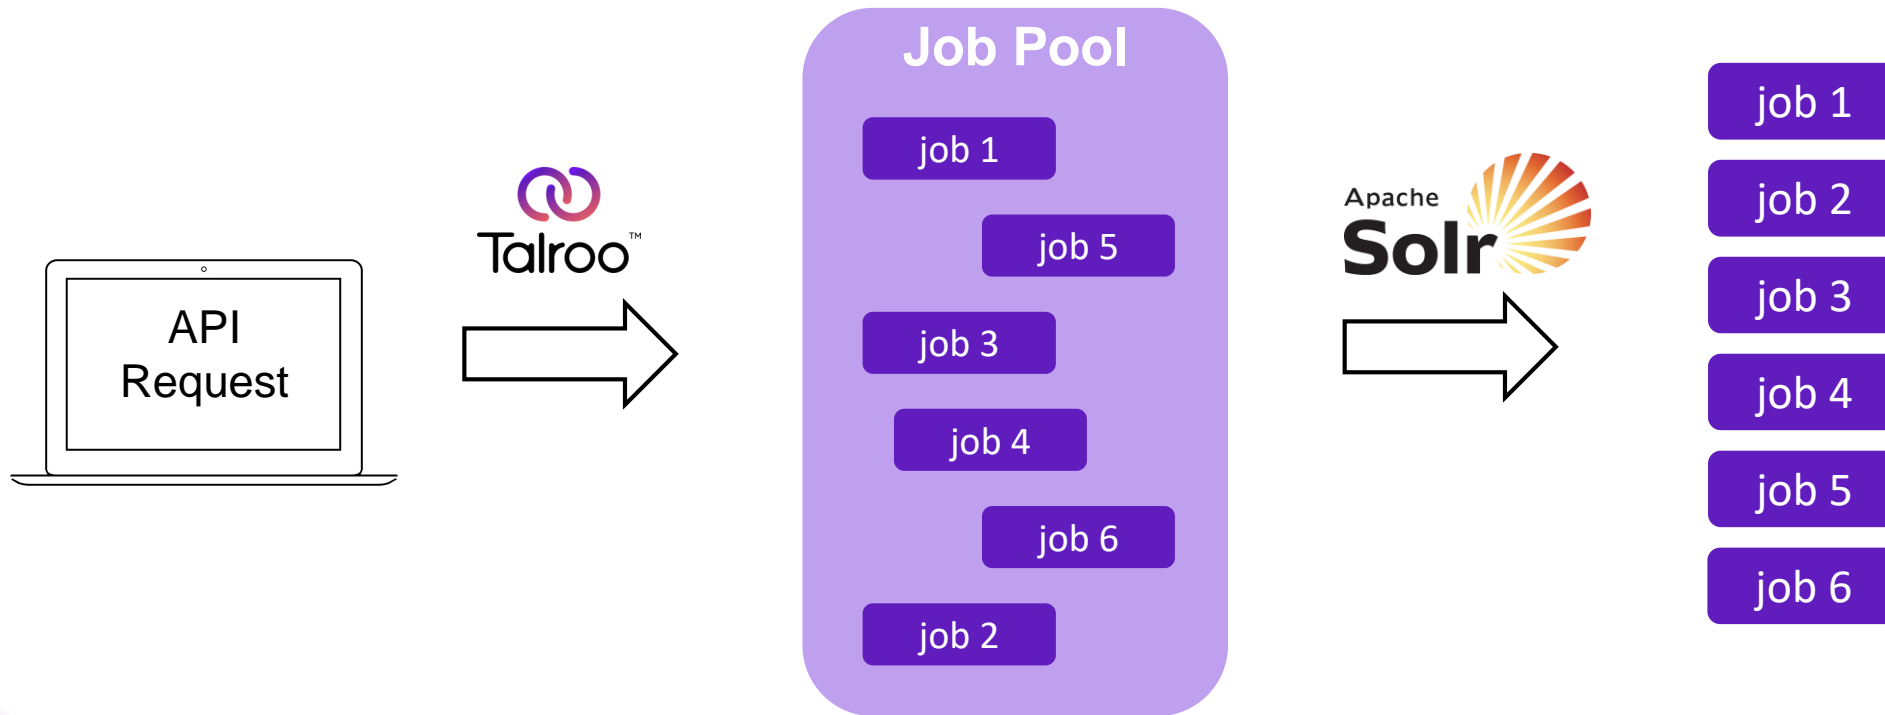 API
Request
Talroo™
Job Pool
job 1
job 5
job 3
job 4
job 6
job 2
Apache
Solr
job 1
job 2
job 3
job 4
job 5
job 6